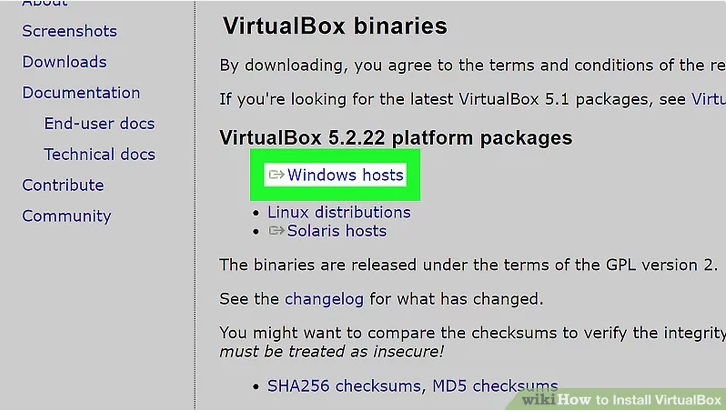 About
Screenshots
Downloads
Documentation
End-user docs
Technical docs
Contribute
Community
VirtualBox binaries
By downloading, you agree to the terms and conditions of the re
If you're looking for the latest VirtualBox 5.1 packages, see Virtu
VirtualBox 5.2.22 platform packages
Windows hosts
• Linux distributions
• Solaris hosts
The binaries are released under the terms of the GPL version 2.
See the changelog for what has changed.
You might want to compare the checksums to verify the integrity
must be treated as insecure!
• SHA256 checksums, MD5 checksums
wikiHow to Install VirtualBox